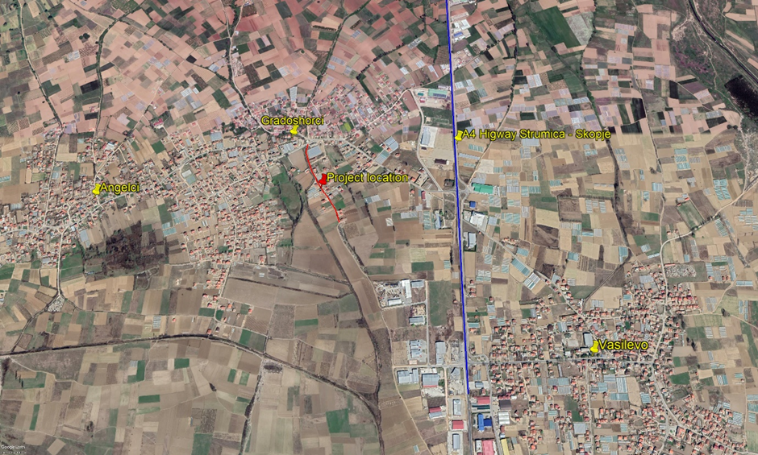 Gradoshorci
A4 Higway Strumica - Skopje
Project location
Angelci
Vasilevo